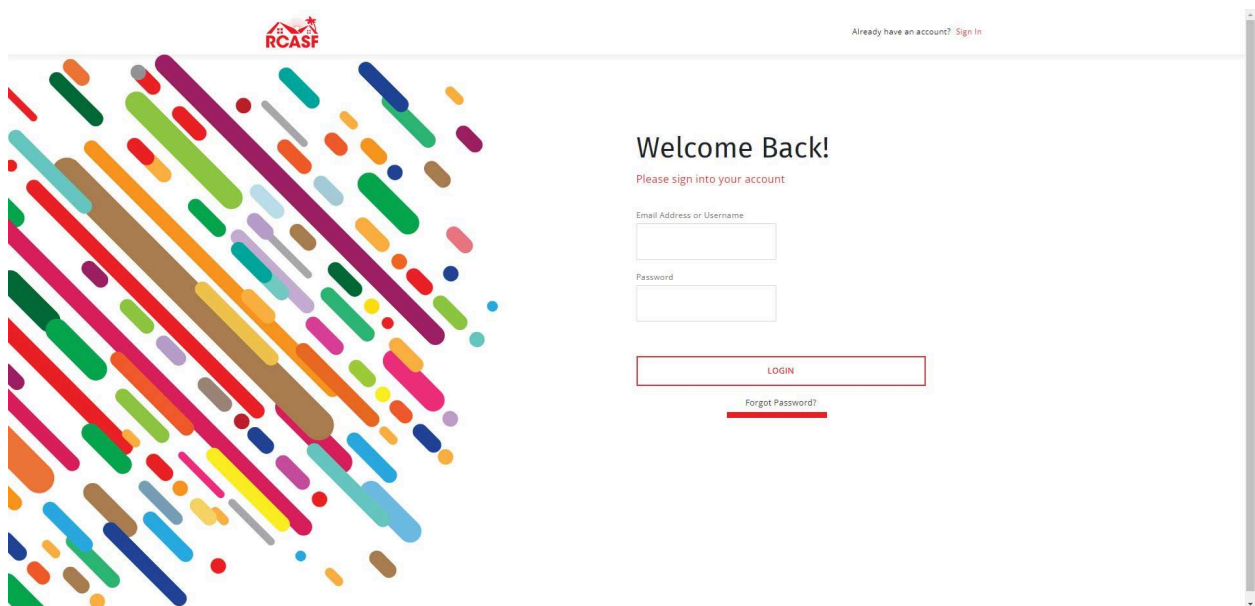 RCASF
Already have an account? Sign In
Welcome Back!
Please sign into your account
Email Address or Username
Password
LOGIN
Forgot Password?